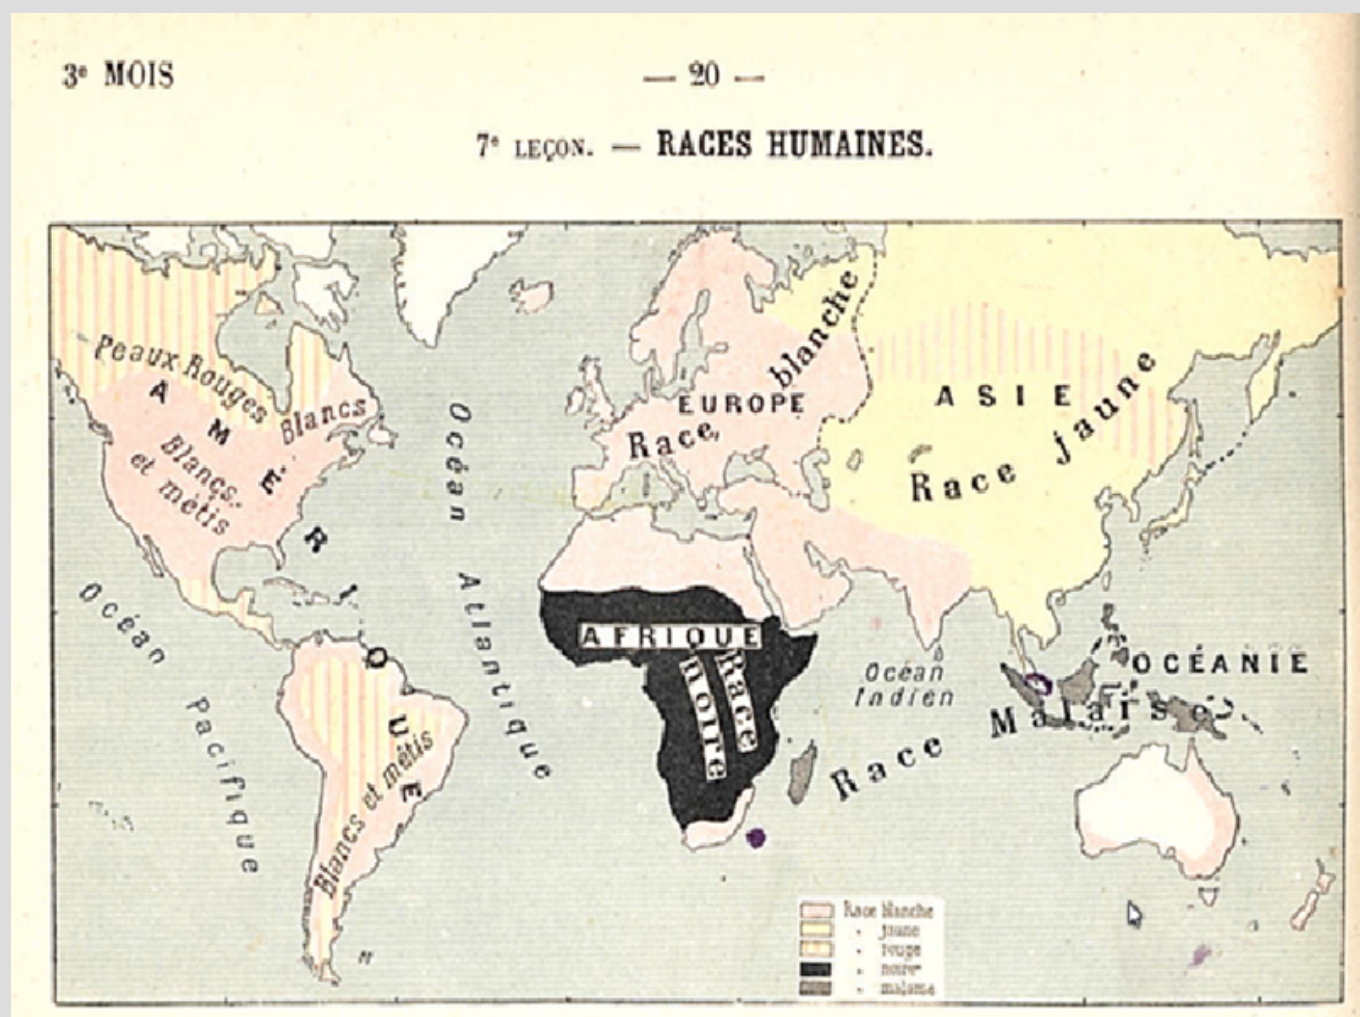 3e MOIS
— 20 —
7e LEÇON. — RACES HUMAINES.
Peaux Rouges
Blancs
Blancs
et métis
AMÉRIQUE
Océan Atlantique
Océan Pacifique
Blancs et métis
EUROPE
Race blanche
ASIE
Race jaune
AFRIQUE
Race
noire
Océan
Indien
OCÉANIE
Race Malaise
Race blanche
" jaune
" rouge
" noire
" malaise